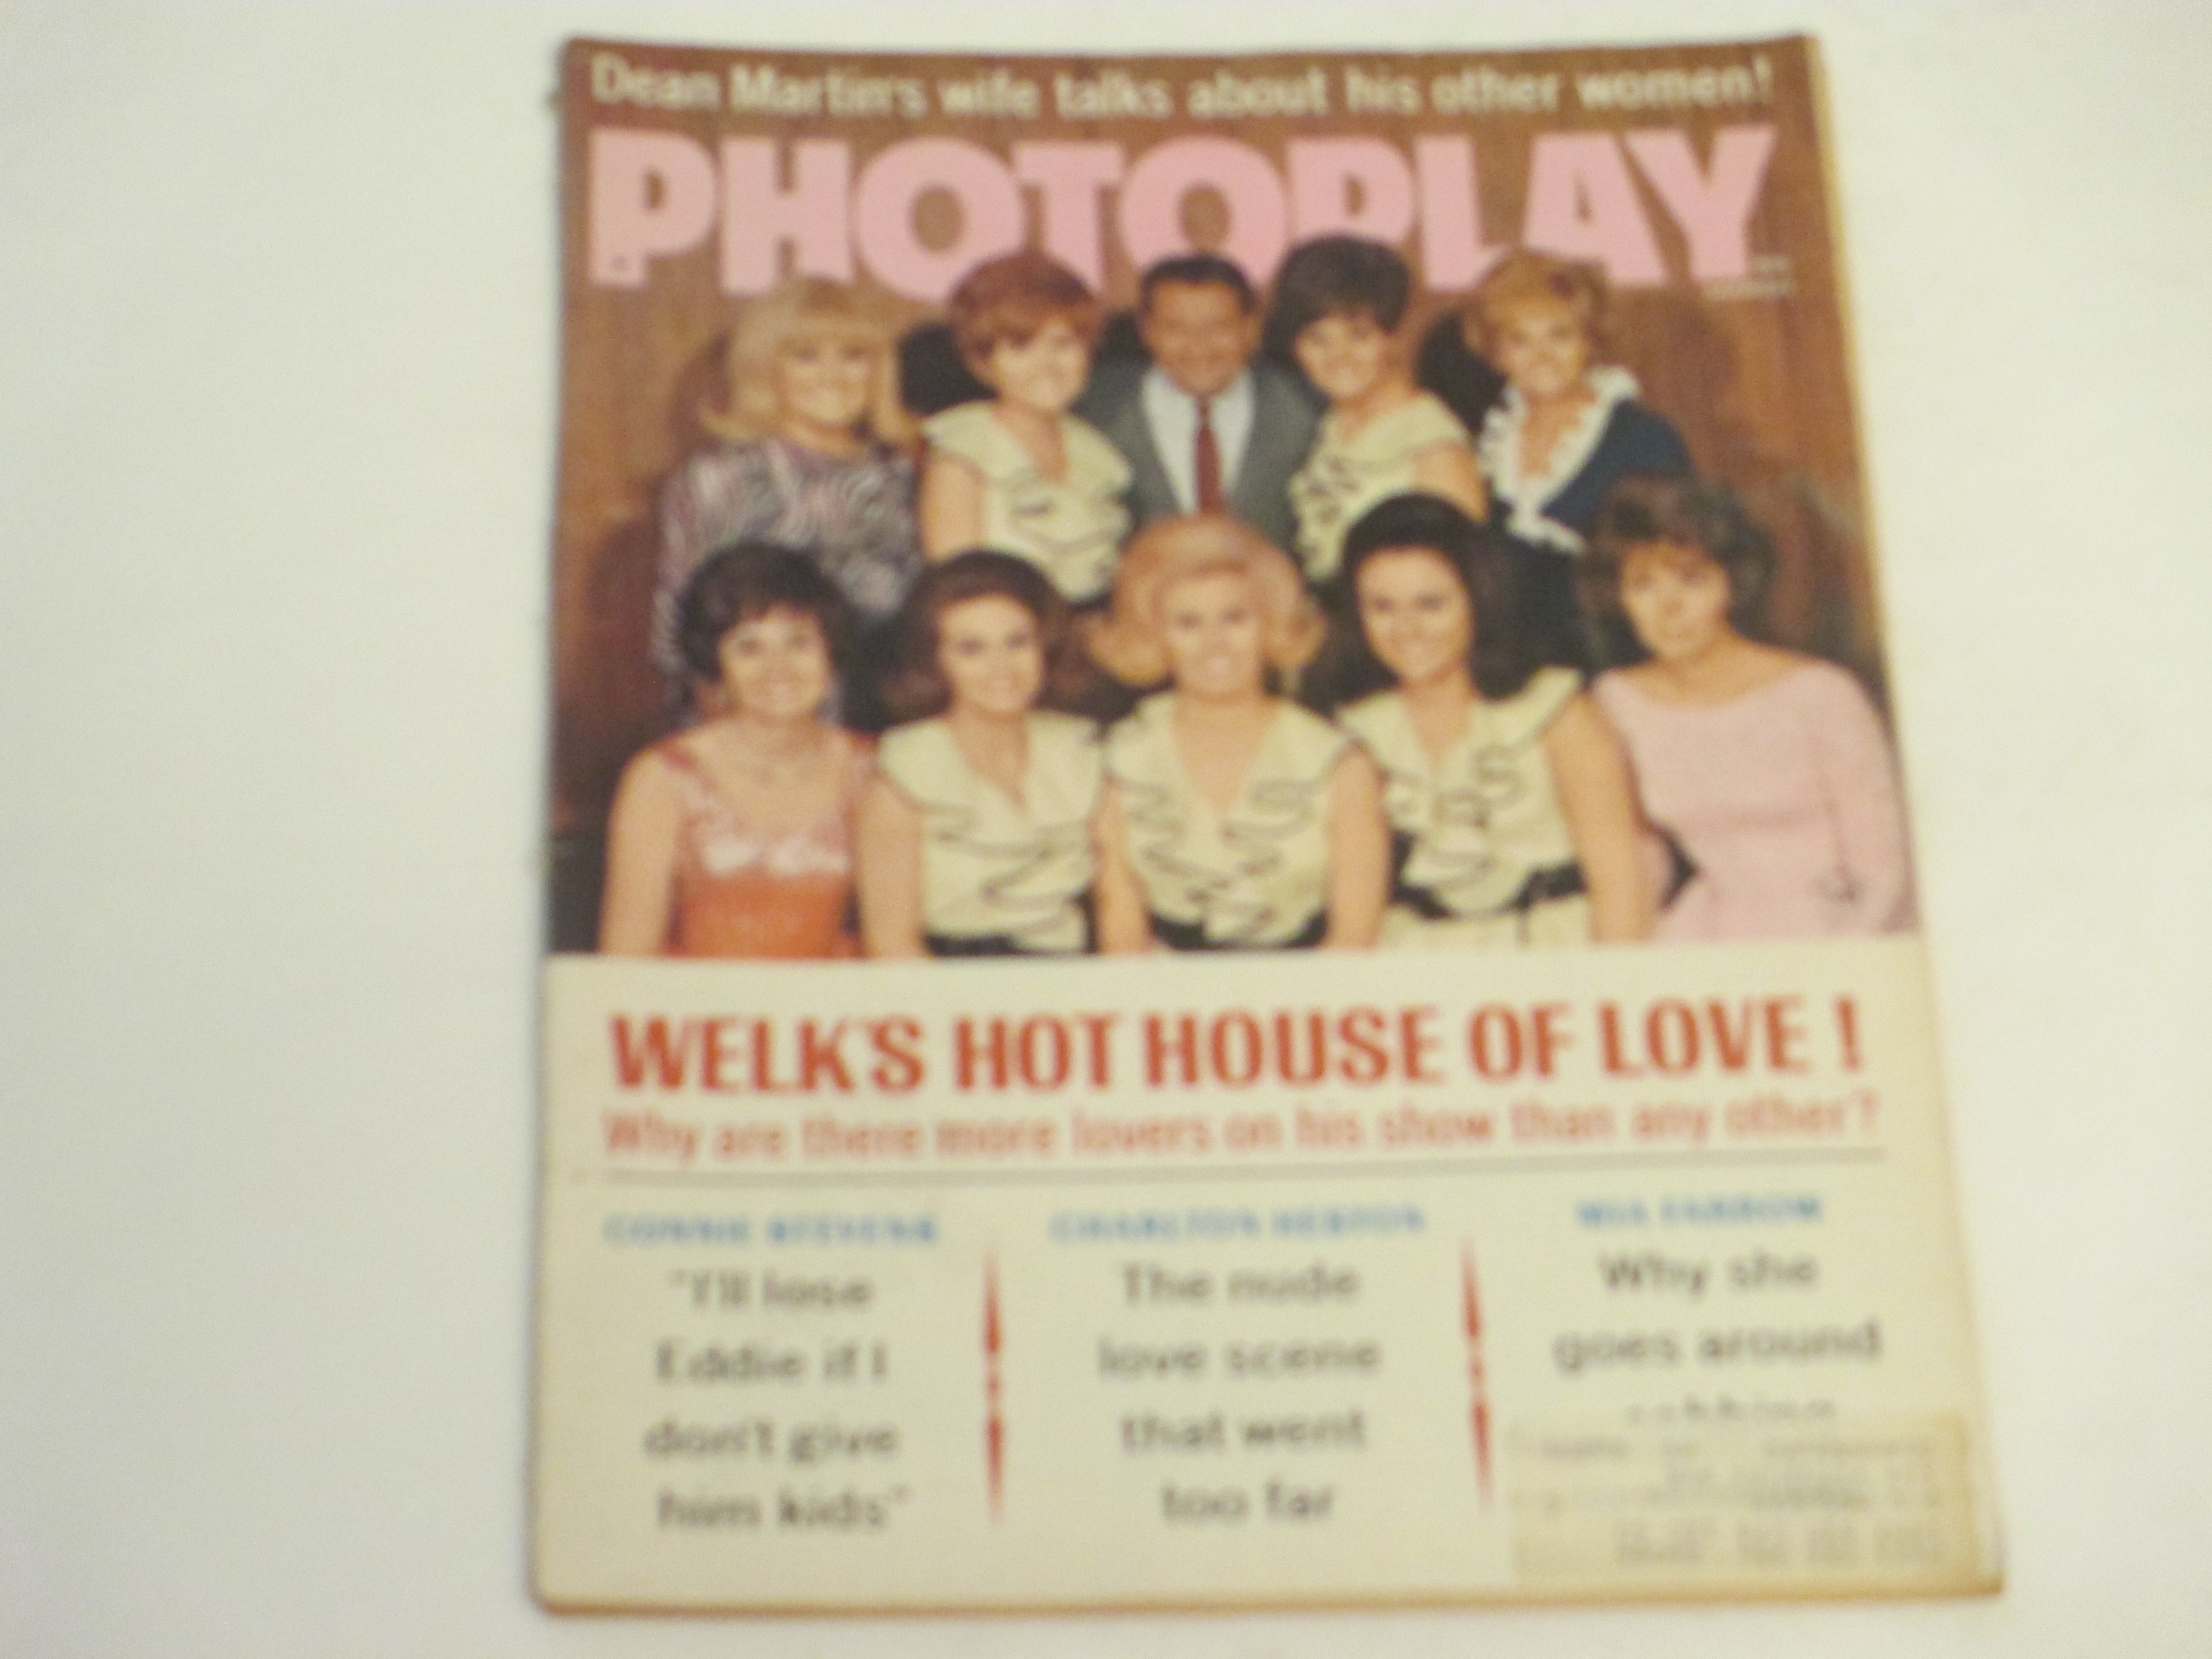 Dean Martin's wife talks about his other women!
PHOTOPLAY
WELK'S HOT HOUSE OF LOVE!
Why are there more lovers on his show than any other?
CONNIE STEVENS
"I'll lose
Eddie if I
don't give
him kids"
CHARLTON HESTON
The nude
love scene
that went
too far
MIA FARROW
Why she
goes around